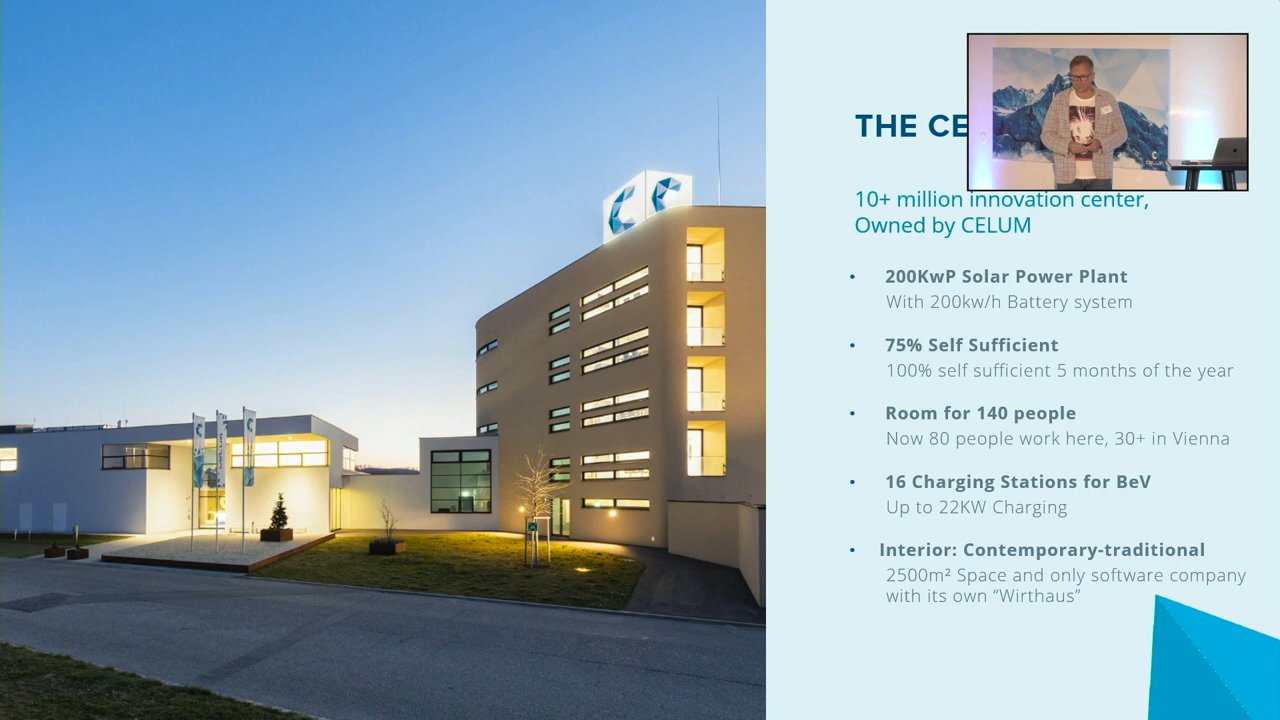 THE CE
10+ million innovation center,
Owned by CELUM
• 200KwP Solar Power Plant
With 200kw/h Battery system
• 75% Self Sufficient
100% self sufficient 5 months of the year
• Room for 140 people
Now 80 people work here, 30+ in Vienna
• 16 Charging Stations for BeV
Up to 22KW Charging
• Interior: Contemporary-traditional
2500m² Space and only software company
with its own “Wirthaus”